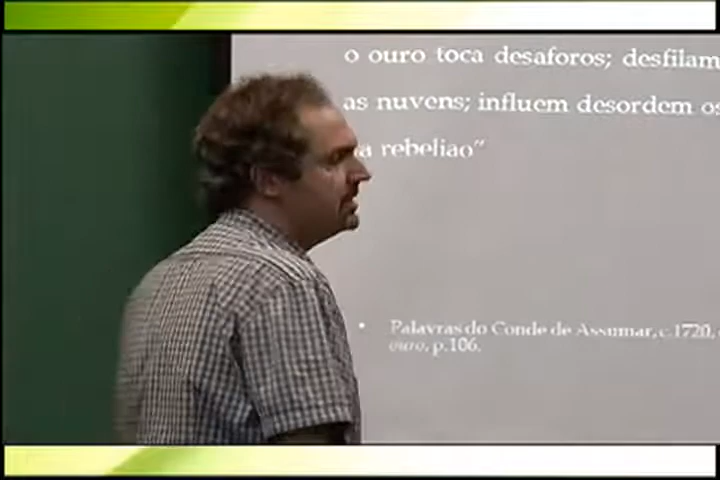 o ouro toca desaforos; desfilam
as nuvens; influem desordem os
a rebeliao"
• Palavras do Conde de Assumar, c.1720,
ouro, p.106.